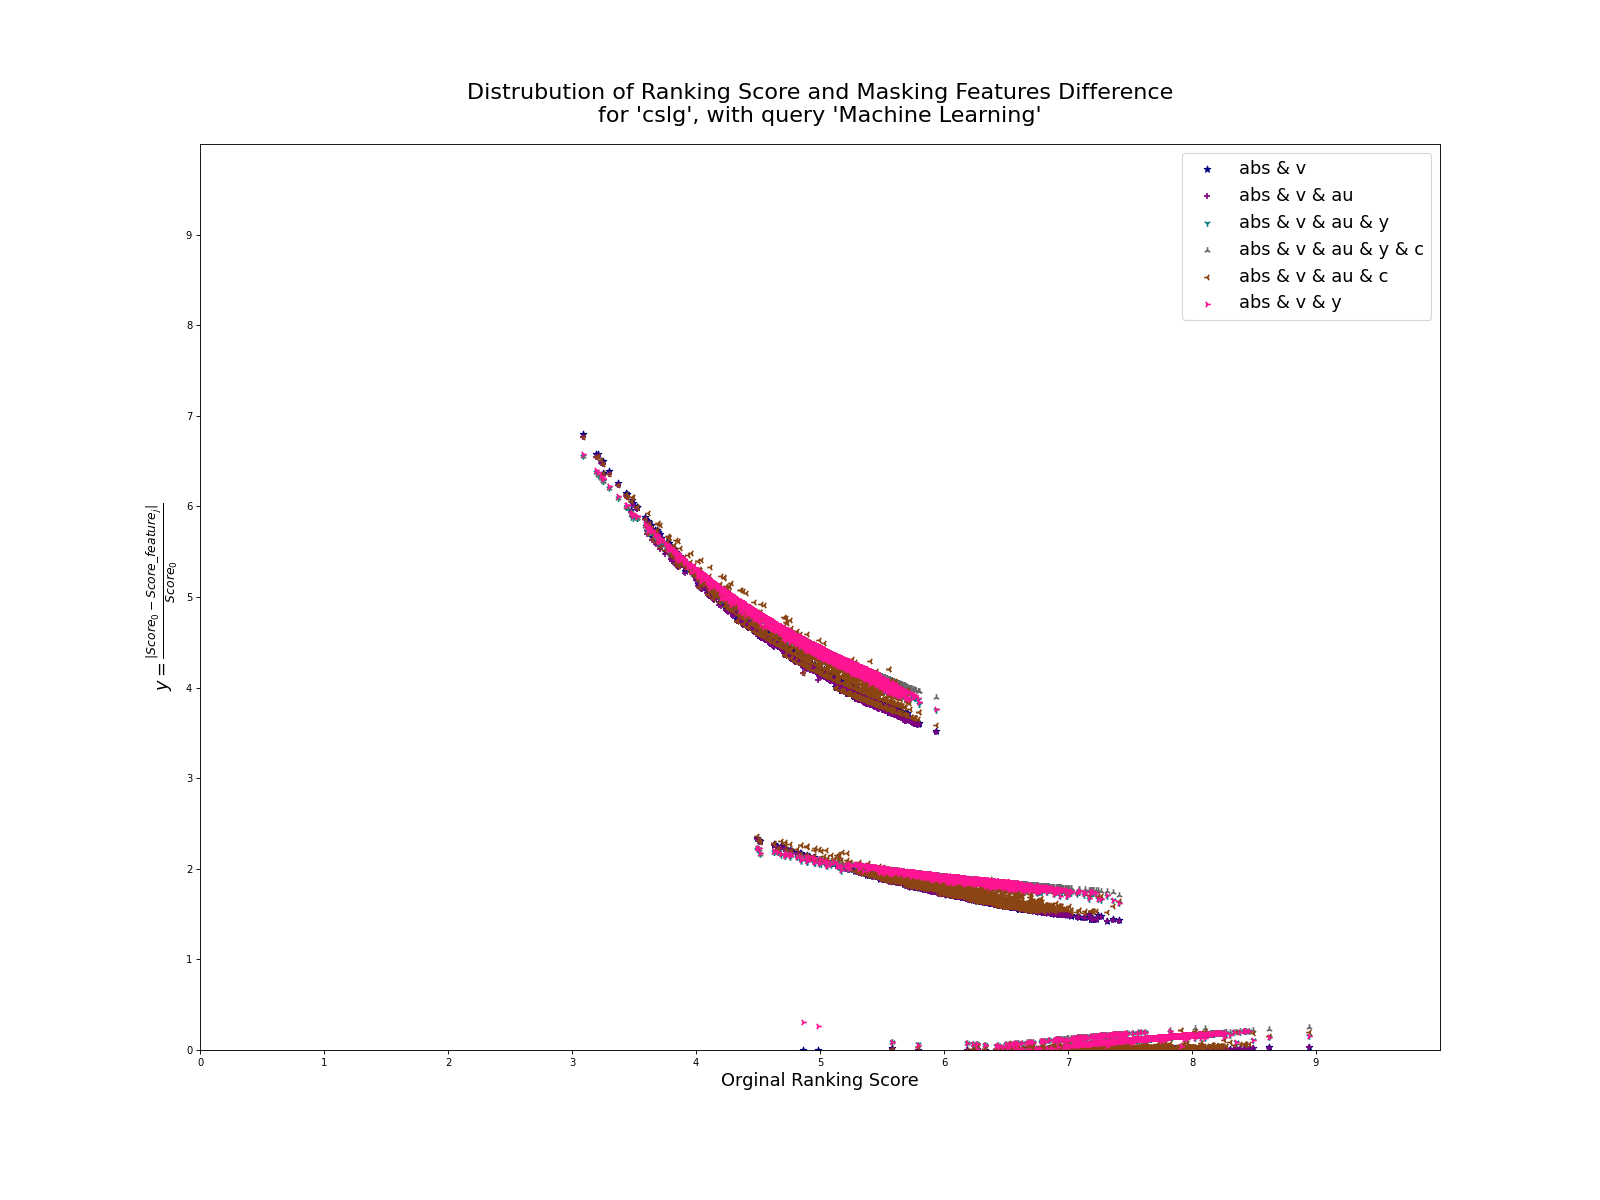 Distrubution of Ranking Score and Masking Features Difference
for 'cslg', with query 'Machine Learning'
abs & v
abs & v & au
abs & v & au & y
abs & v & au & y & c
abs & v & au & c
abs & v & y
9
8
7
6
5
4
3
2
1
0
y = |Score_0 − Score_feature_j| / Score_0
0 1 2 3 4 5 6 7 8 9
Orginal Ranking Score